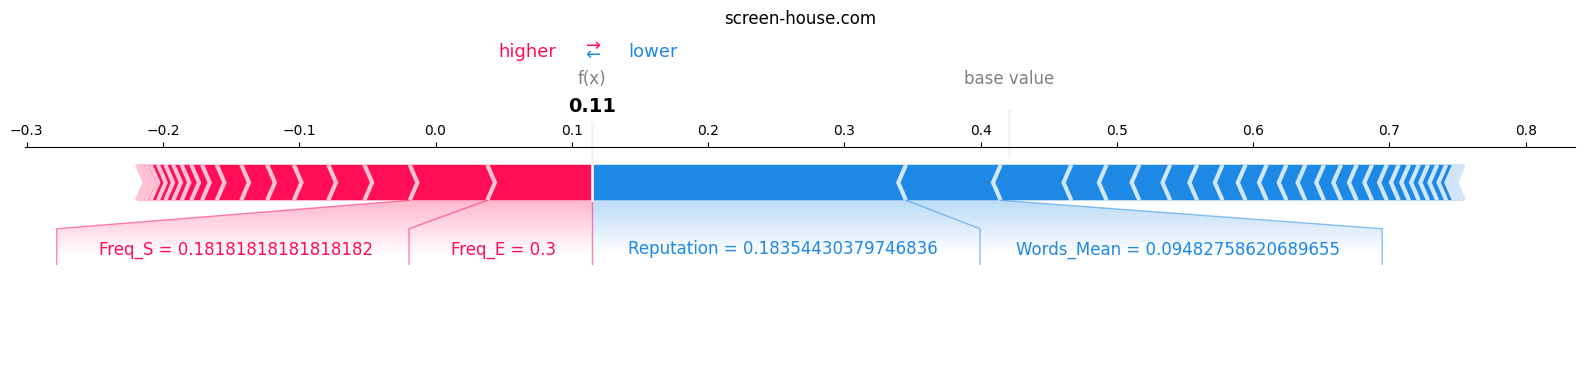 screen-house.com
higher ⇄ lower
f(x) base value
0.11
−0.3 −0.2 −0.1 0.0 0.1 0.2 0.3 0.4 0.5 0.6 0.7 0.8
Freq_S = 0.18181818181818182 Freq_E = 0.3 Reputation = 0.18354430379746836 Words_Mean = 0.09482758620689655